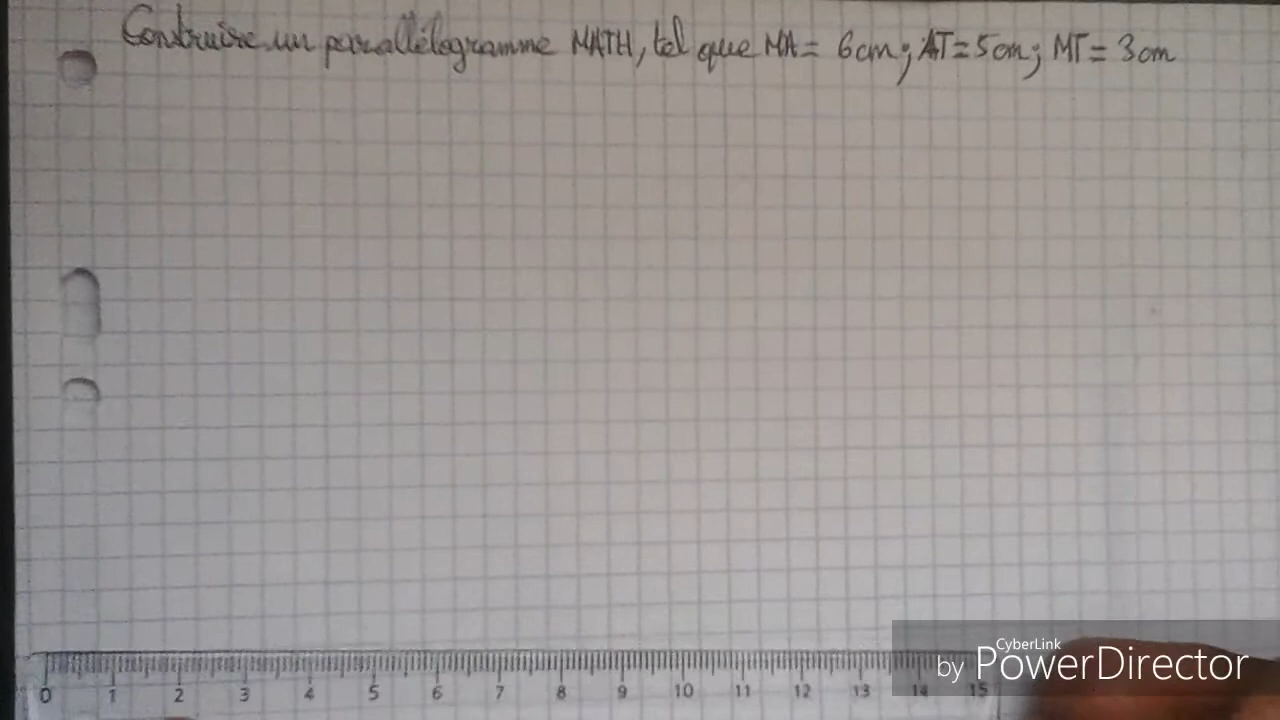 Construire un parallélogramme MATH, tel que MA = 6cm; AT = 5cm; MT = 3cm
0 1 2 3 4 5 6 7 8 9 10 11 12 13 14 15
CyberLink
by PowerDirector